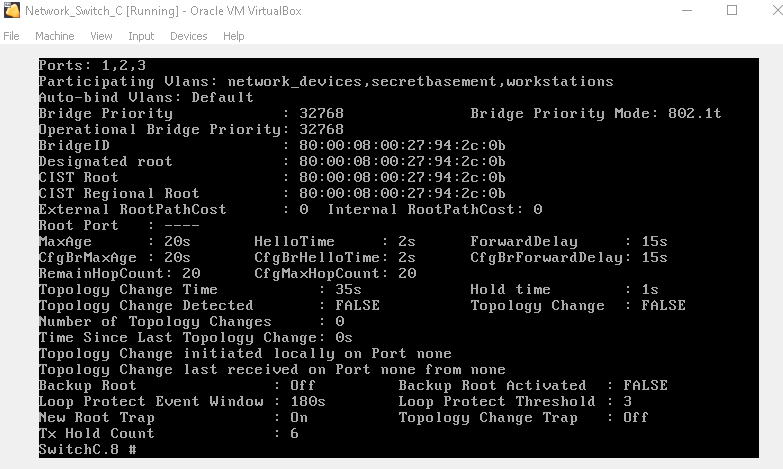 Network_Switch_C [Running] - Oracle VM VirtualBox
File Machine View Input Devices Help
Ports: 1,2,3
Participating Vlans: network_devices,secretbasement,workstations
Auto-bind Vlans: Default
Bridge Priority : 32768 Bridge Priority Mode: 802.1t
Operational Bridge Priority: 32768
BridgeID : 80:00:08:00:27:94:2c:0b
Designated root : 80:00:08:00:27:94:2c:0b
CIST Root : 80:00:08:00:27:94:2c:0b
CIST Regional Root : 80:00:08:00:27:94:2c:0b
External RootPathCost : 0 Internal RootPathCost: 0
Root Port : ----
MaxAge : 20s HelloTime : 2s ForwardDelay : 15s
CfgBrMaxAge : 20s CfgBrHelloTime: 2s CfgBrForwardDelay: 15s
RemainHopCount: 20 CfgMaxHopCount: 20
Topology Change Time : 35s Hold time : 1s
Topology Change Detected : FALSE Topology Change : FALSE
Number of Topology Changes : 0
Time Since Last Topology Change: 0s
Topology Change initiated locally on Port none
Topology Change last received on Port none from none
Backup Root : Off Backup Root Activated : FALSE
Loop Protect Event Window : 180s Loop Protect Threshold : 3
New Root Trap : On Topology Change Trap : Off
Tx Hold Count : 6
SwitchC.8 #